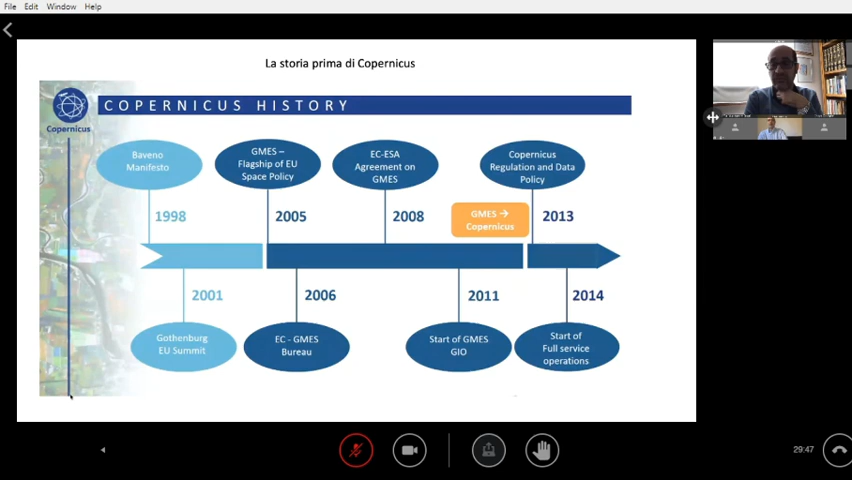 File Edit Window Help
La storia prima di Copernicus
COPERNICUS HISTORY
Copernicus
Baveno
Manifesto
GMES –
Flagship of EU
Space Policy
EC-ESA
Agreement on
GMES
Copernicus
Regulation and Data
Policy
1998
2005
2008
GMES →
Copernicus
2013
2001
2006
2011
2014
Gothenburg
EU Summit
EC - GMES
Bureau
Start of GMES
GIO
Start of
Full service
operations
29:47